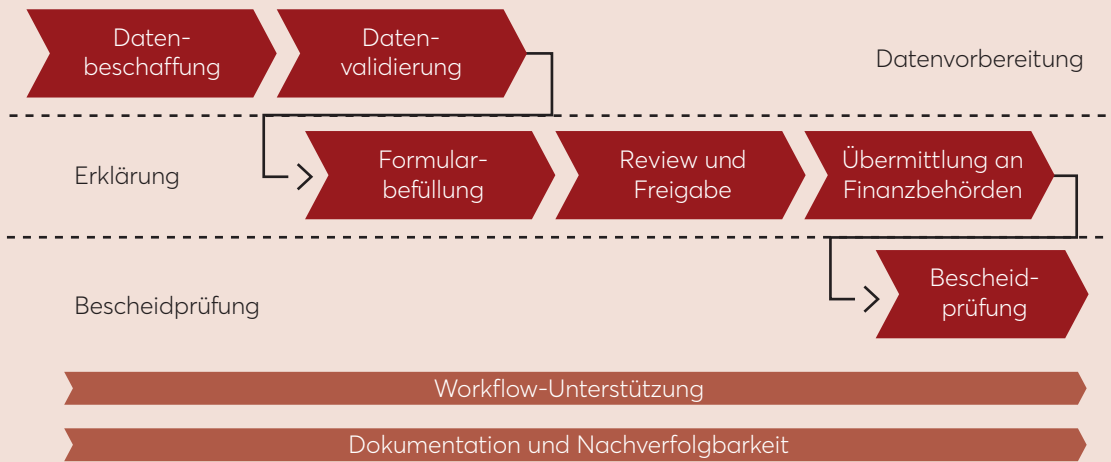 Daten-
beschaffung
Daten-
validierung
Datenvorbereitung
Erklärung
Formular-
befüllung
Review und
Freigabe
Übermittlung an
Finanzbehörden
Bescheidprüfung
Bescheid-
prüfung
Workflow-Unterstützung
Dokumentation und Nachverfolgbarkeit